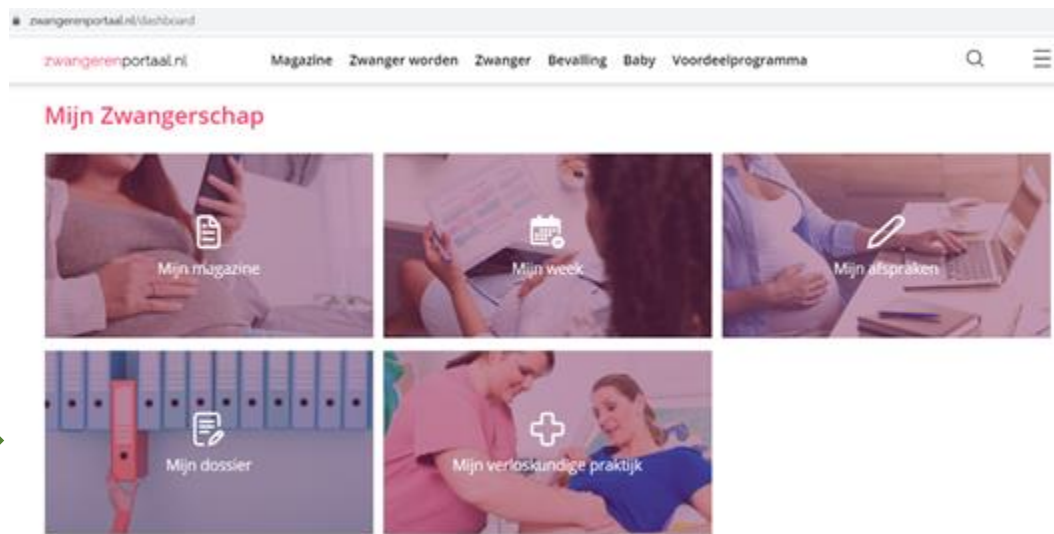 zwangerenportaal.nl/dashboard
zwangerenportaal.nl Magazine Zwanger worden Zwanger Bevalling Baby Voordeelprogramma
Mijn Zwangerschap
Mijn magazine Mijn week Mijn afspraken
Mijn dossier Mijn verloskundige praktijk